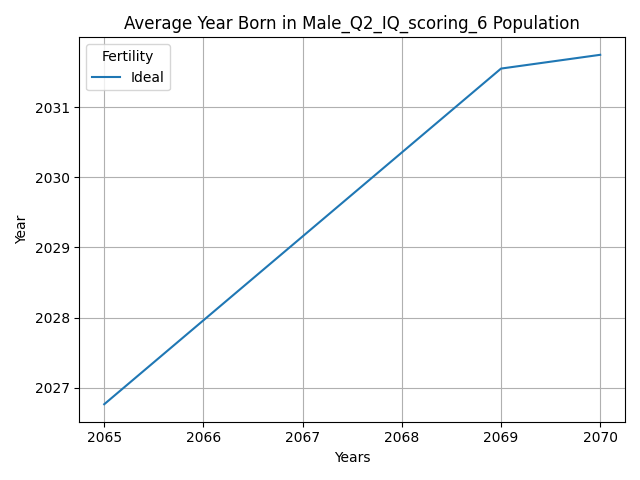 Average Year Born in Male_Q2_IQ_scoring_6 Population
Fertility
Ideal
2031
2030
2029
2028
2027
Year
2065 2066 2067 2068 2069 2070
Years